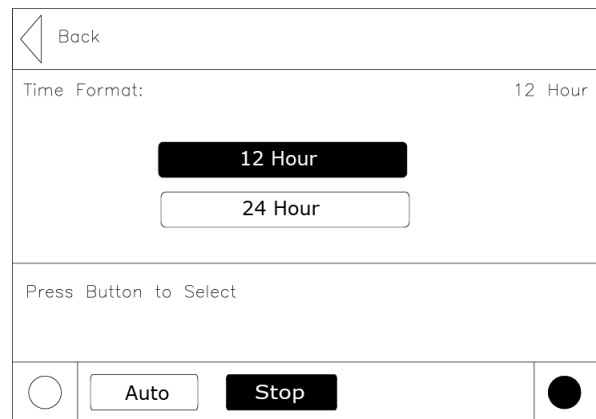 Back
Time Format: 12 Hour
12 Hour
24 Hour
Press Button to Select
Auto Stop